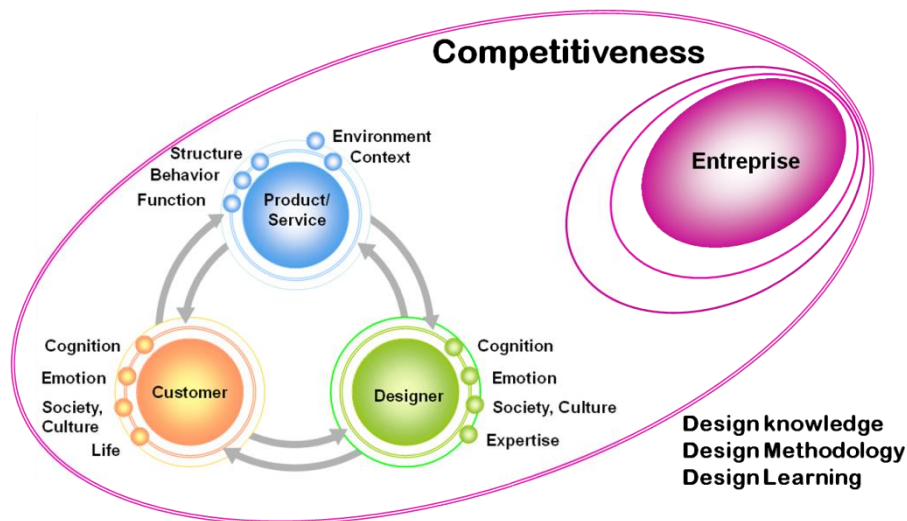 Competitiveness
Entreprise
Environment
Context
Structure
Behavior
Function
Product/
Service
Cognition
Emotion
Society,
Culture
Life
Customer
Designer
Cognition
Emotion
Society, Culture
Expertise
Design knowledge
Design Methodology
Design Learning